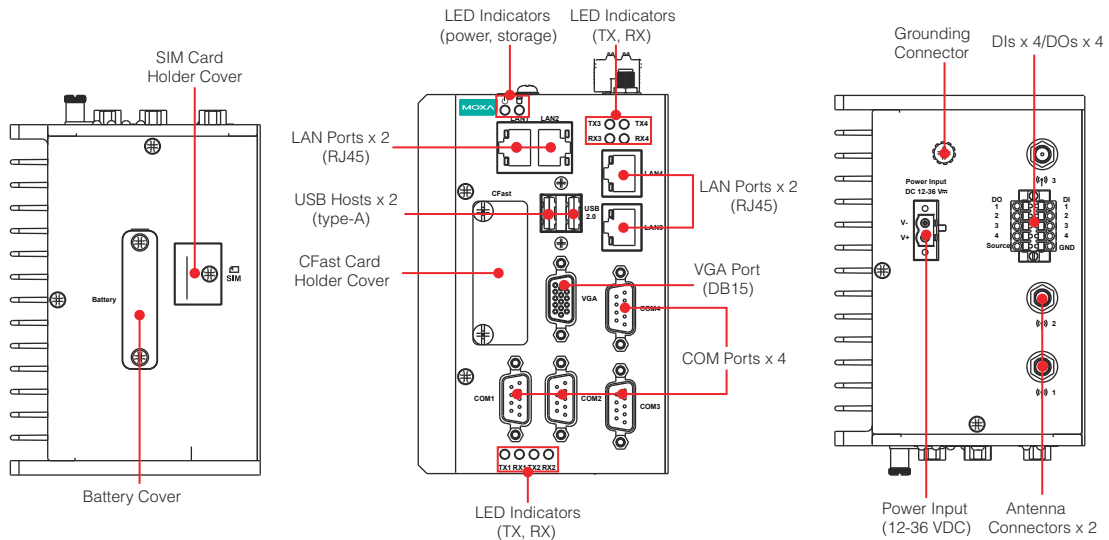 LED Indicators
(power, storage)
LED Indicators
(TX, RX)
SIM Card
Holder Cover
Grounding
Connector
DIs x 4/DOs x 4
MOXA
LAN1 LAN2
TX3 TX4
RX3 RX4
LAN Ports x 2
(RJ45)
LAN4
LAN Ports x 2
(RJ45)
CFast
USB Hosts x 2
(type-A)
USB
2.0
LAN3
CFast Card
Holder Cover
VGA Port
(DB15)
VGA
COM4
COM Ports x 4
COM1
COM2
COM3
TX1 RX1 TX2 RX2
LED Indicators
(TX, RX)
Battery
SIM
Battery Cover
3
Power Input
DC 12-36 V
V-
V+
DO DI
1 1
2 2
3 3
4 4
Source GND
2
1
Power Input
(12-36 VDC)
Antenna
Connectors x 2